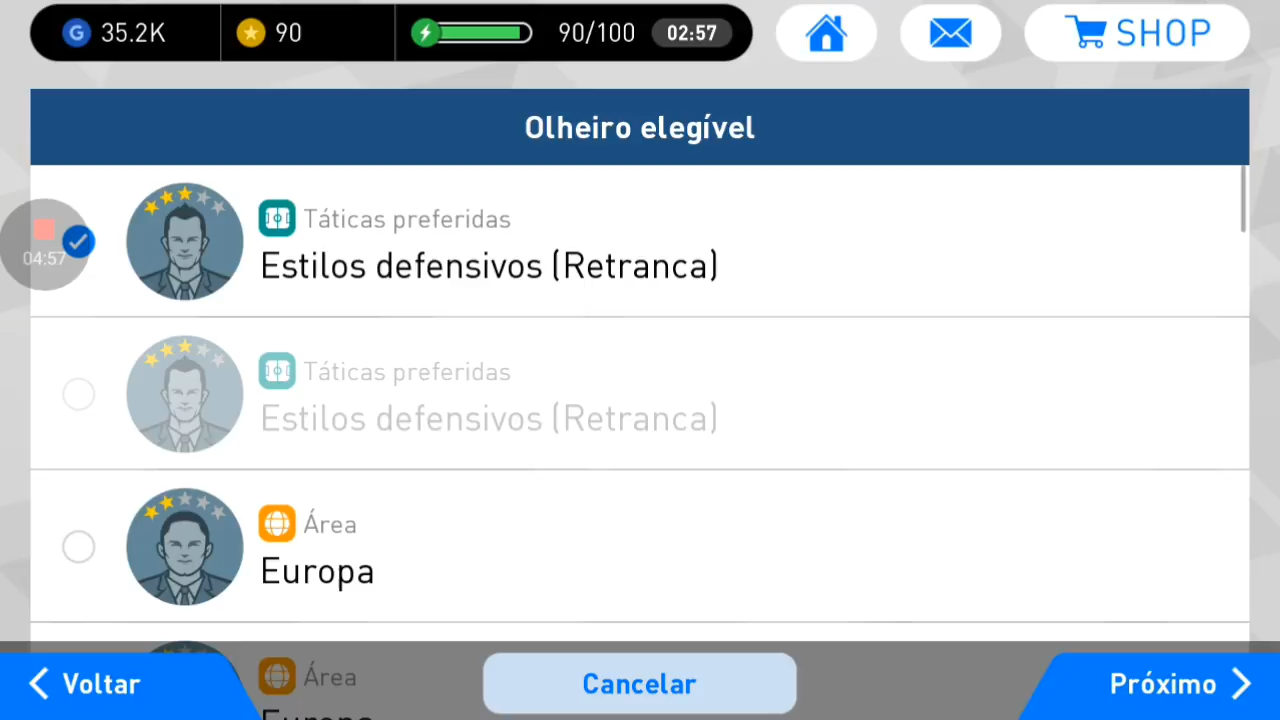 G 35.2K
90
90/100
02:57
SHOP
Olheiro elegível
Táticas preferidas
Estilos defensivos (Retranca)
04:57
Táticas preferidas
Estilos defensivos (Retranca)
Área
Europa
Área
Europa
Voltar
Cancelar
Próximo